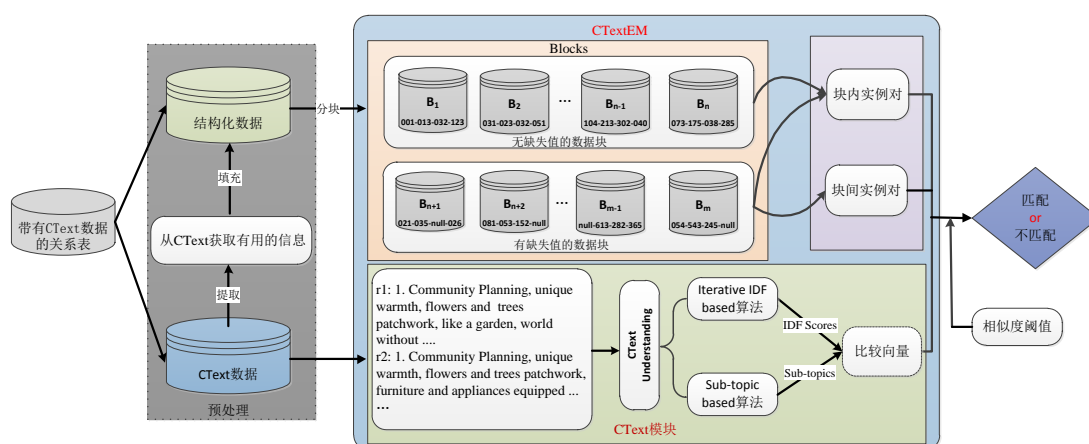 CTextEM
Blocks
B1
001-013-032-123
B2
031-023-032-051
...
Bn-1
104-213-302-040
Bn
073-175-038-285
无缺失值的数据块
Bn+1
021-035-null-026
Bn+2
081-053-152-null
...
Bm-1
null-613-282-365
Bm
054-543-245-null
有缺失值的数据块
块内实例对
块间实例对
结构化数据
分块
填充
带有CText数据
的关系表
从CText获取有用的信息
提取
CText数据
预处理
r1: 1. Community Planning, unique
warmth, flowers and trees
patchwork, like a garden, world
without ....
r2: 1. Community Planning, unique
warmth, flowers and trees patchwork,
furniture and appliances equipped ...
...
CText
Understanding
Iterative IDF
based算法
IDF Scores
Sub-topic
based算法
Sub-topics
比较向量
CText模块
匹配
or
不匹配
相似度阈值